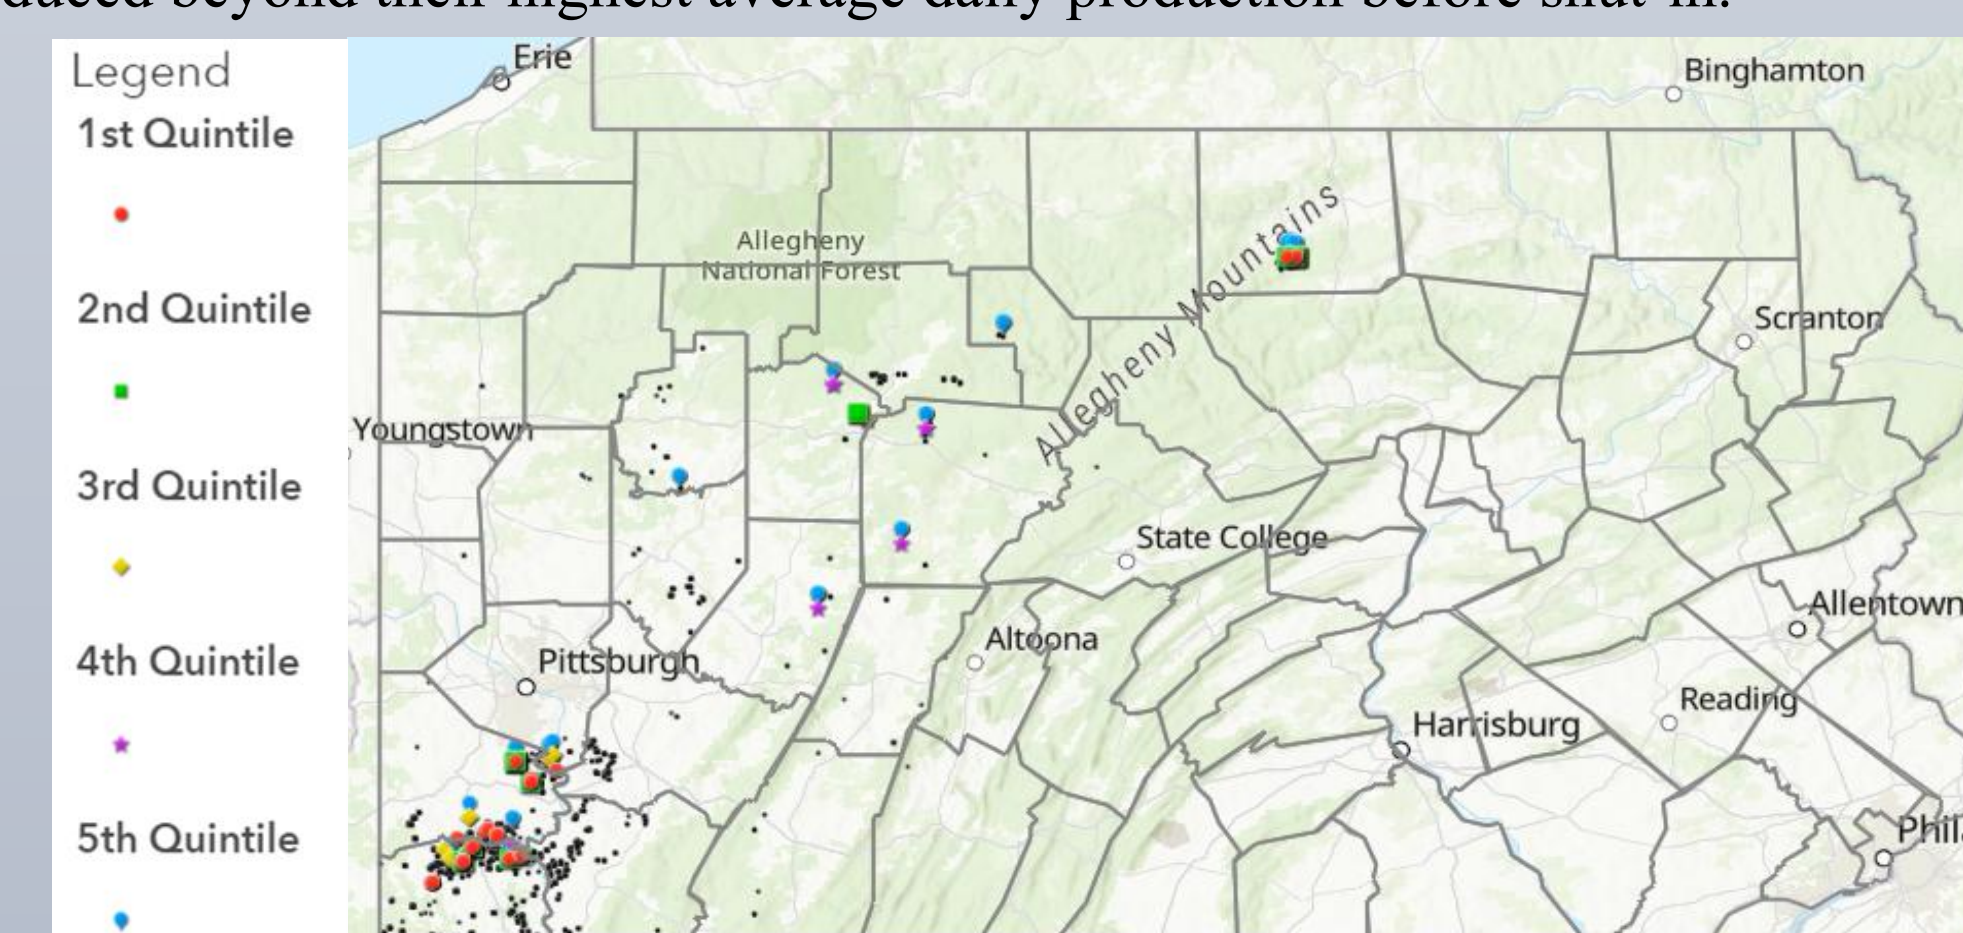 duced beyond their highest average daily production before shut-in.
Legend
1st Quintile
2nd Quintile
3rd Quintile
4th Quintile
5th Quintile
Erie
Binghamton
Allegheny
National Forest
Allegheny Mountains
Scranton
Youngstown
State College
Allentown
Altoona
Pittsburgh
Reading
Harrisburg
Phil